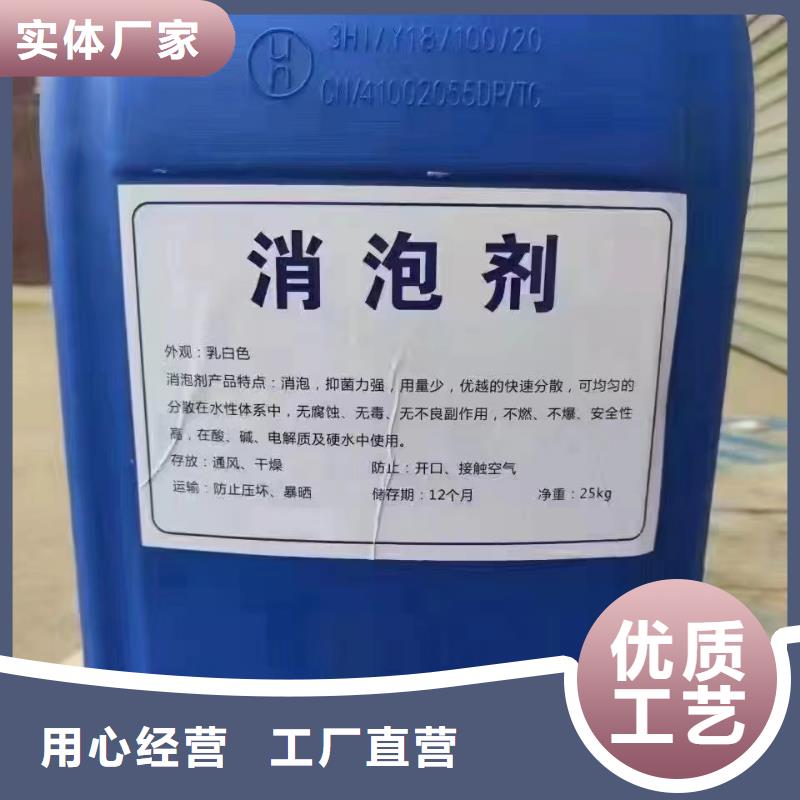 实体厂家
un
3HI/Y18/100/20
CN/41002055DP/TC
消泡剂
外观：乳白色
消泡剂产品特点：消泡，抑菌力强，用量少，优越的快速分散，可均匀的
分散在水性体系中，无腐蚀、无毒、无不良副作用，不燃、不爆、安全性
高，在酸、碱、电解质及硬水中使用。
存放：通风、干燥 防止：开口、接触空气
运输：防止压坏、暴晒 储存期：12个月 净重：25kg
优质
工艺
用心经营 工厂直营